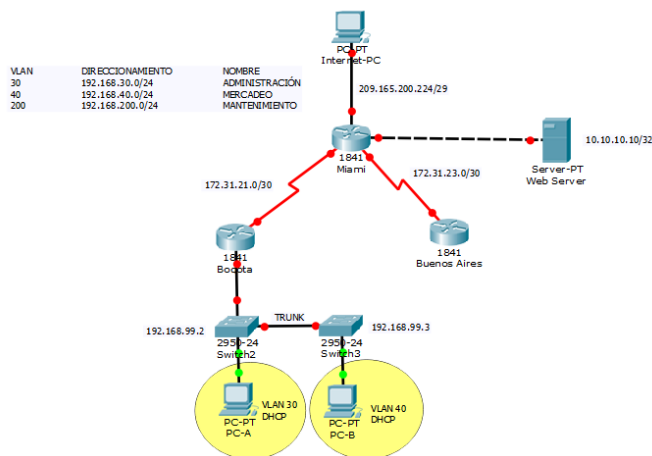 PC-PT
Internet-PC
VLAN DIRECCIONAMIENTO NOMBRE
30 192.168.30.0/24 ADMINISTRACIÓN
40 192.168.40.0/24 MERCADEO
200 192.168.200.0/24 MANTENIMIENTO
209.165.200.224/29
1841
Miami
10.10.10.10/32
Server-PT
Web Server
172.31.21.0/30
172.31.23.0/30
1841
Bogota
1841
Buenos Aires
192.168.99.2
TRUNK
192.168.99.3
2950-24
Switch2
2950-24
Switch3
VLAN 30
DHCP
PC-PT
PC-A
VLAN 40
DHCP
PC-PT
PC-B